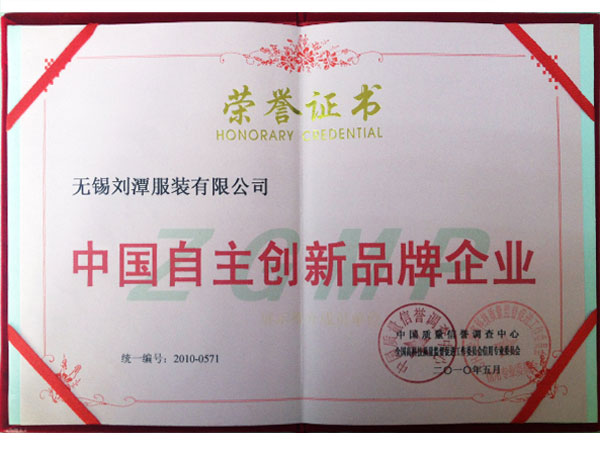 荣誉证书
HONORARY CREDENTIAL
无锡刘潭服装有限公司
ZGMP
中国自主创新品牌企业
中国质量信誉调查中心
统一编号：2010-0571
二〇一〇年五月